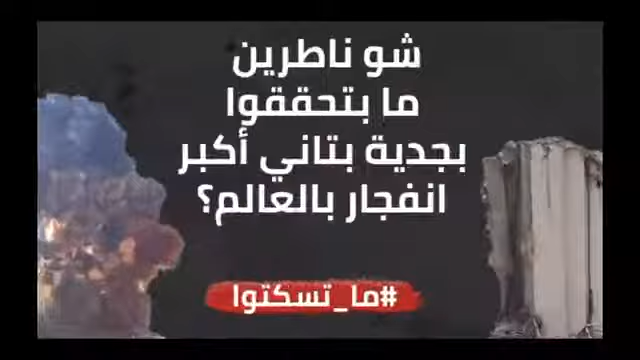 شو ناطرين
ما بتحققوا
بجدية بتاني أكبر
انفجار بالعالم؟
#ما_تسكتوا